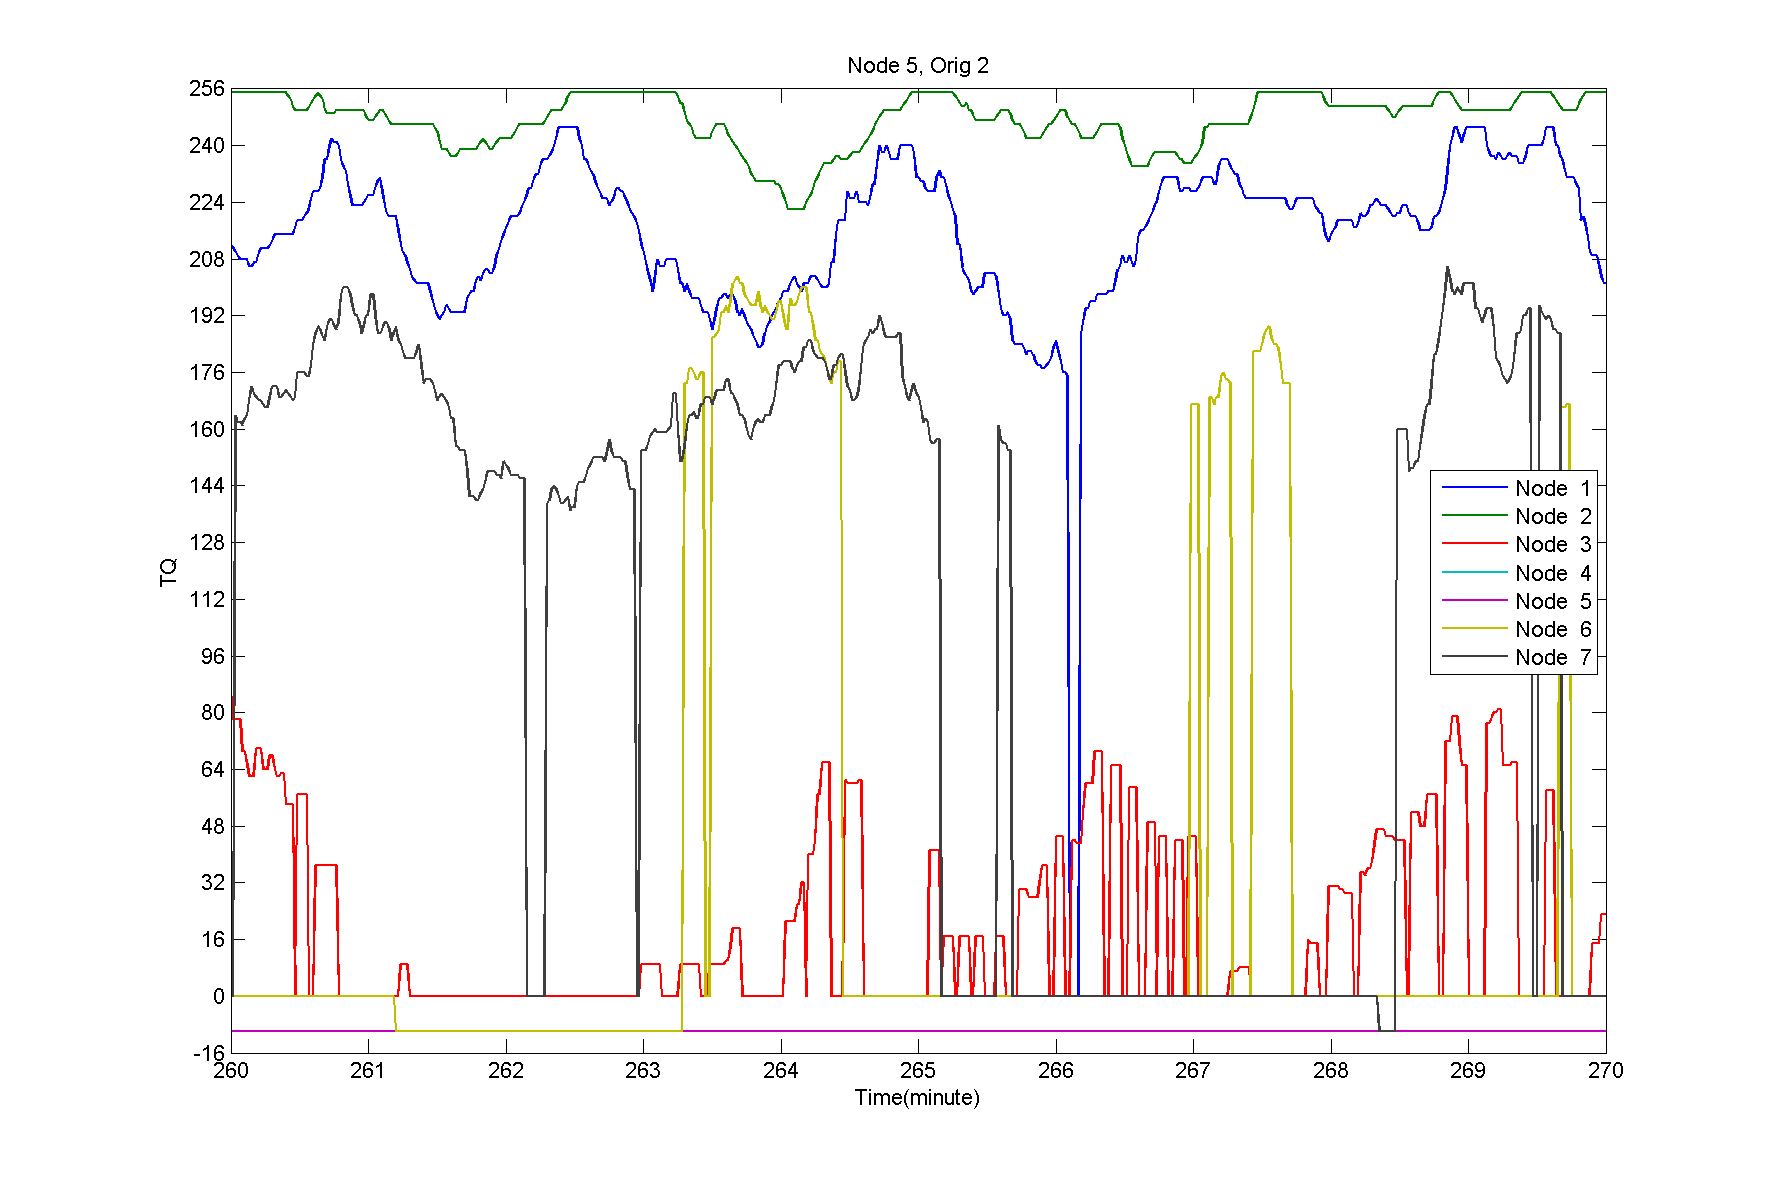 Node 5, Orig 2
256
240
224
208
192
176
160
144
128
112
96
80
64
48
32
16
0
-16
TQ
Node 1
Node 2
Node 3
Node 4
Node 5
Node 6
Node 7
260 261 262 263 264 265 266 267 268 269 270
Time(minute)